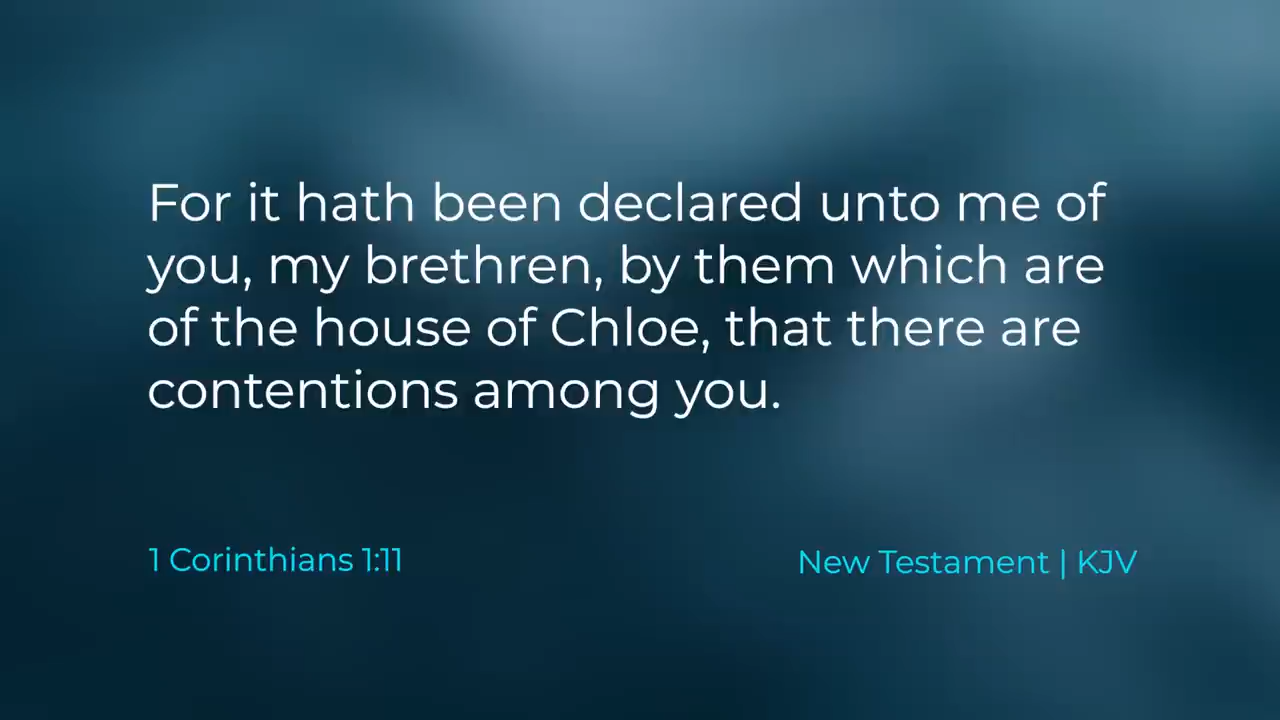 For it hath been declared unto me of
you, my brethren, by them which are
of the house of Chloe, that there are
contentions among you.
1 Corinthians 1:11
New Testament | KJV